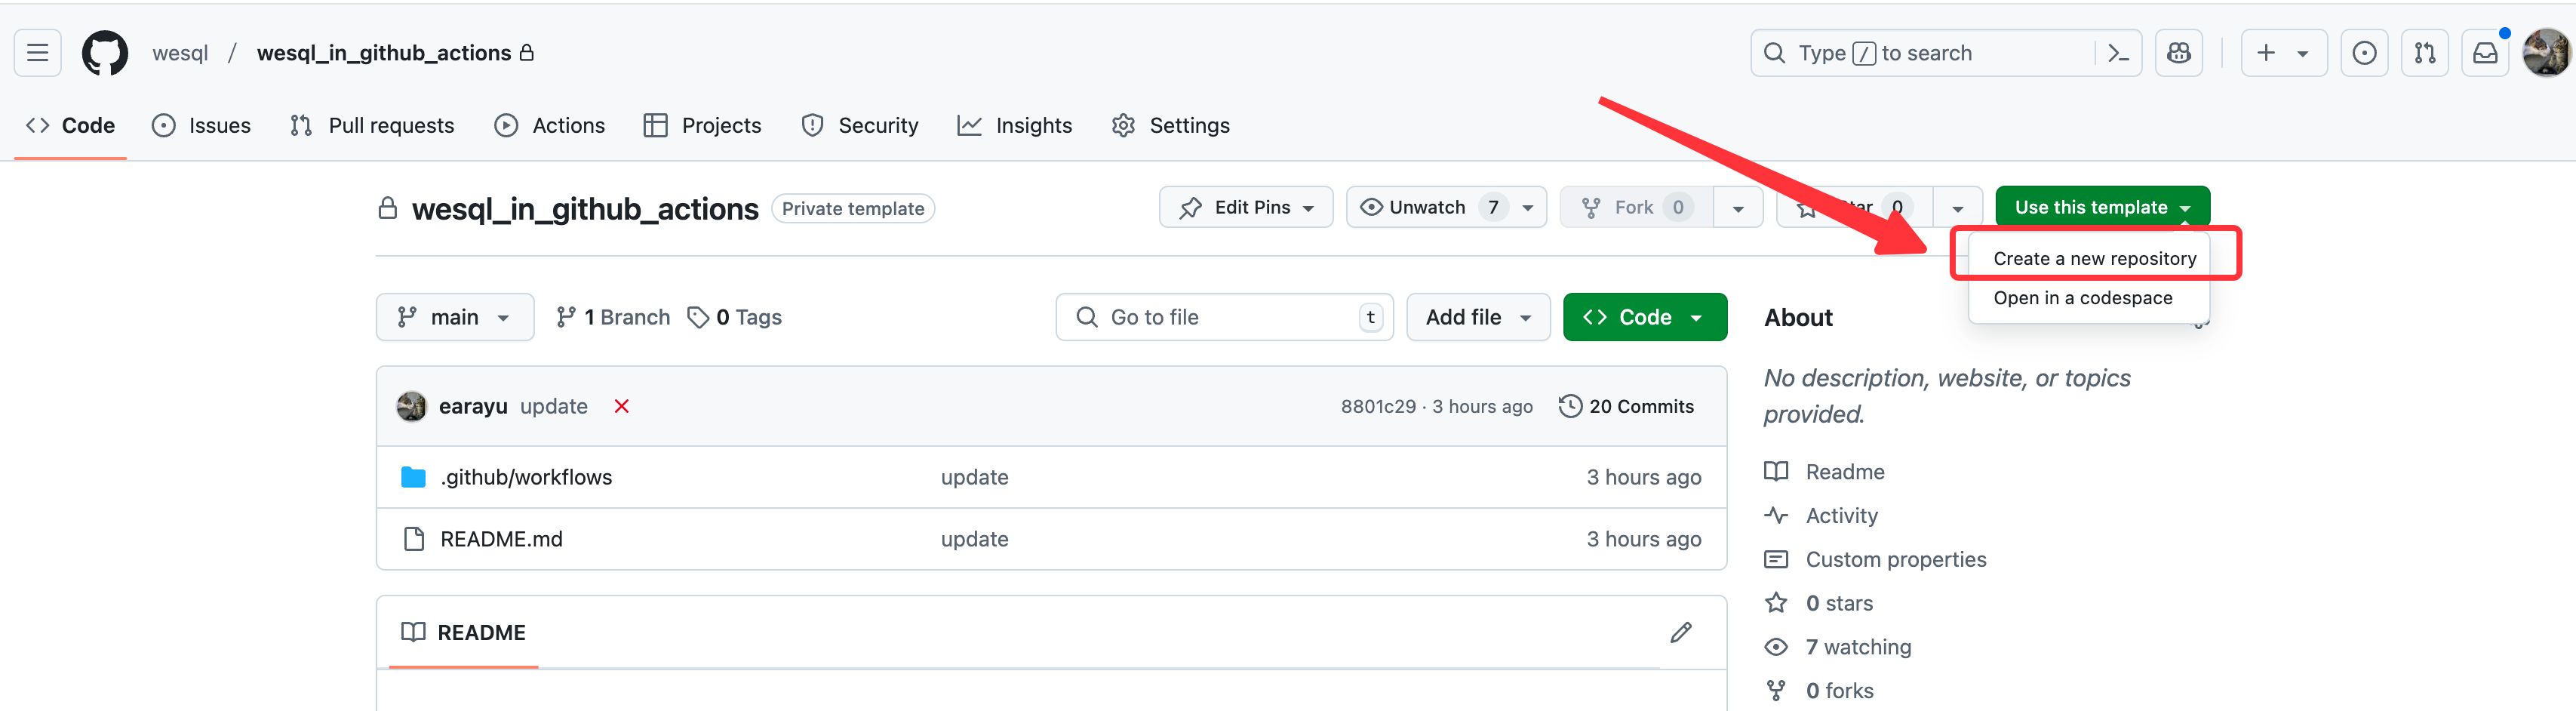 wesql / wesql_in_github_actions
Type / to search
Code Issues Pull requests Actions Projects Security Insights Settings
wesql_in_github_actions Private template
Edit Pins Unwatch 7 Fork 0 0 Use this template
Create a new repository
Open in a codespace
main 1 Branch 0 Tags
Go to file t Add file Code
About
No description, website, or topics
provided.
earayu update 8801c29 · 3 hours ago 20 Commits
.github/workflows update 3 hours ago
README.md update 3 hours ago
README
Readme
Activity
Custom properties
0 stars
7 watching
0 forks